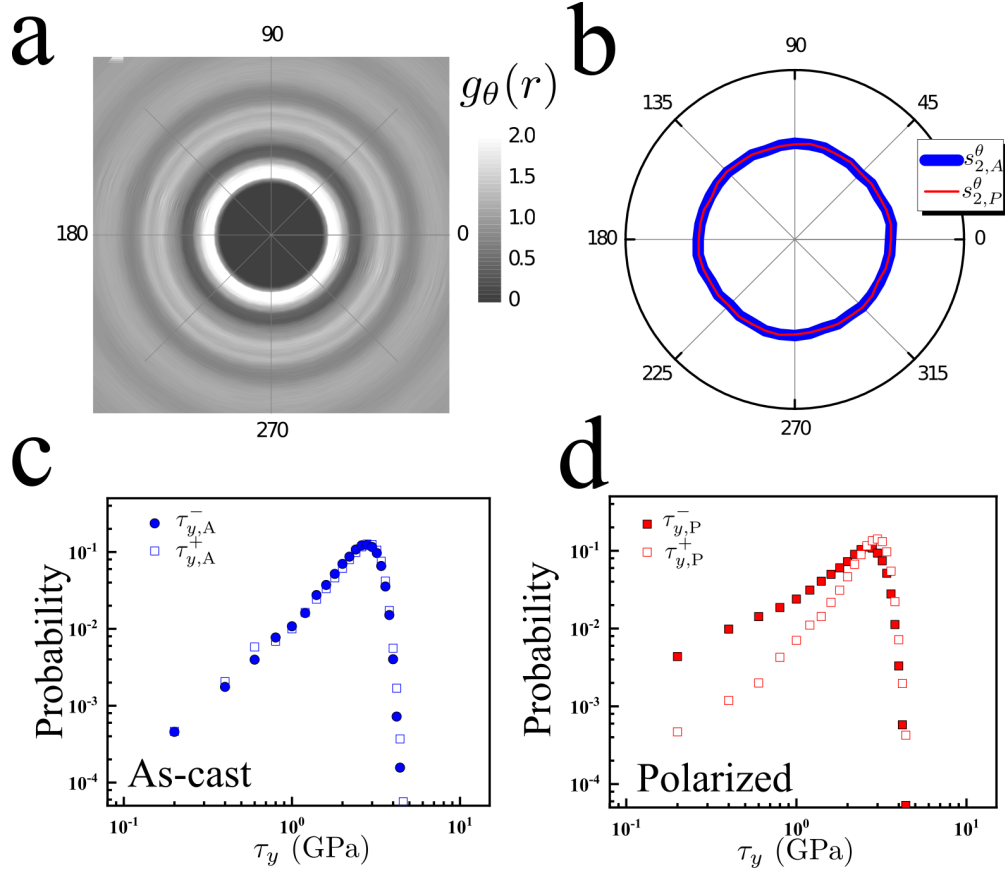 a
90
180
0
270
g_θ(r)
2.0
1.5
1.0
0.5
0
b
90
135
45
180
0
225
315
270
s^θ_{2,A}
s^θ_{2,P}
c
τ^-_{y,A}
τ^+_{y,A}
Probability
10^-1
10^-2
10^-3
10^-4
As-cast
10^-1
10^0
10^1
τ_y (GPa)
d
τ^-_{y,P}
τ^+_{y,P}
Probability
10^-1
10^-2
10^-3
10^-4
Polarized
10^-1
10^0
10^1
τ_y (GPa)